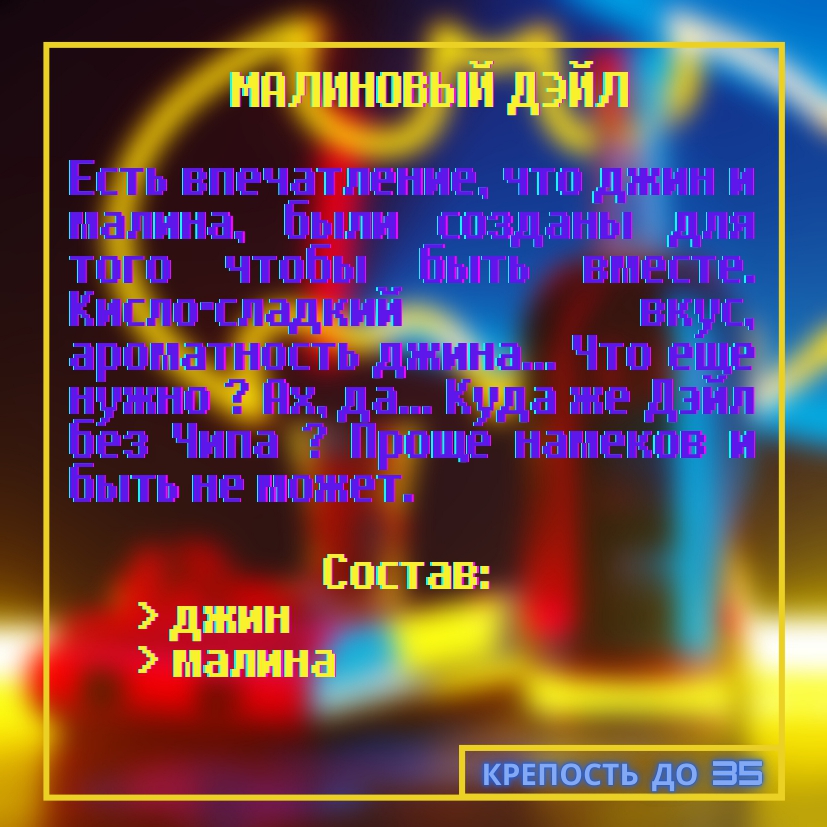 МАЛИНОВЫЙ ДЭЙЛ
Есть впечатление, что джин и
малина, были созданы для
того чтобы быть вместе.
Кисло-сладкий вкус,
ароматность джина... Что еще
нужно ? Ах, да... Куда же Дэйл
без Чипа ? Проще намеков и
быть не может.
Состав:
> джин
> малина
КРЕПОСТЬ ДО 35